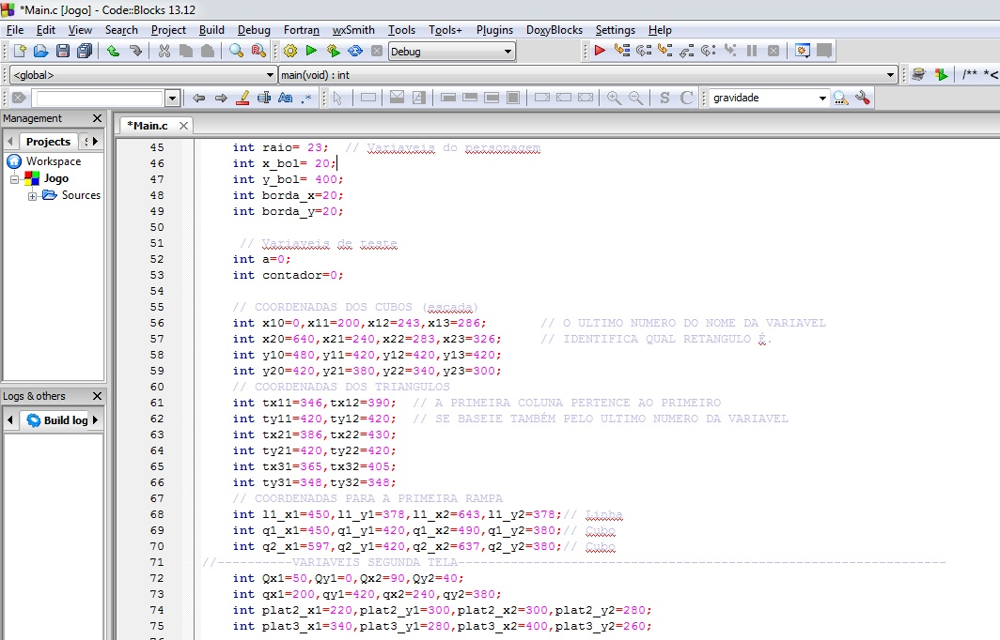 *Main.c [Jogo] - Code::Blocks 13.12
File Edit View Search Project Build Debug Fortran wxSmith Tools Tools+ Plugins DoxyBlocks Settings Help
Debug
<global> main(void) : int /** *<
Aa .* S C gravidade
Management
*Main.c
Projects
Workspace
Jogo
Sources
Logs & others
Build log
45 int raio= 23; // Variaveis do personagem
46 int x_bol= 20;
47 int y_bol= 400;
48 int borda_x=20;
49 int borda_y=20;
50
51 // Variaveis de teste
52 int a=0;
53 int contador=0;
54
55 // COORDENADAS DOS CUBOS (escada)
56 int x10=0,x11=200,x12=243,x13=286; // O ULTIMO NUMERO DO NOME DA VARIAVEL
57 int x20=640,x21=240,x22=283,x23=326; // IDENTIFICA QUAL RETANGULO É.
58 int y10=480,y11=420,y12=420,y13=420;
59 int y20=420,y21=380,y22=340,y23=300;
60 // COORDENADAS DOS TRIANGULOS
61 int tx11=346,tx12=390; // A PRIMEIRA COLUNA PERTENCE AO PRIMEIRO
62 int ty11=420,ty12=420; // SE BASEIE TAMBÉM PELO ULTIMO NUMERO DA VARIAVEL
63 int tx21=386,tx22=430;
64 int ty21=420,ty22=420;
65 int tx31=365,tx32=405;
66 int ty31=348,ty32=348;
67 // COORDENADAS PARA A PRIMEIRA RAMPA
68 int l1_x1=450,l1_y1=378,l1_x2=643,l1_y2=378;// Linha
69 int q1_x1=450,q1_y1=420,q1_x2=490,q1_y2=380;// Cubo
70 int q2_x1=597,q2_y1=420,q2_x2=637,q2_y2=380;// Cubo
71 //----------VARIAVEIS SEGUNDA TELA------------------------------------------------------------------
72 int Qx1=50,Qy1=0,Qx2=90,Qy2=40;
73 int qx1=200,qy1=420,qx2=240,qy2=380;
74 int plat2_x1=220,plat2_y1=300,plat2_x2=300,plat2_y2=280;
75 int plat3_x1=340,plat3_y1=280,plat3_x2=400,plat3_y2=260;